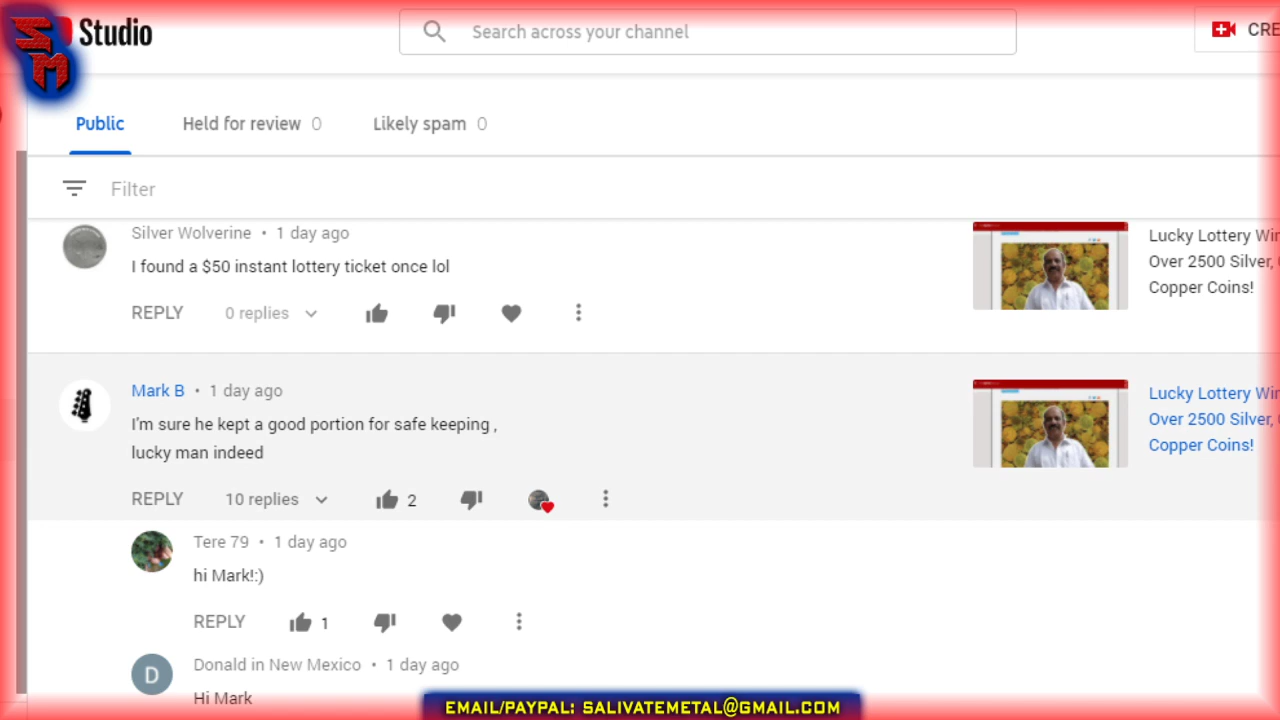 SM
Studio
Search across your channel
CRE
Public
Held for review 0
Likely spam 0
Filter
Silver Wolverine • 1 day ago
I found a $50 instant lottery ticket once lol
REPLY
0 replies
Lucky Lottery Win
Over 2500 Silver,
Copper Coins!
Mark B • 1 day ago
I'm sure he kept a good portion for safe keeping ,
lucky man indeed
REPLY
10 replies
2
Lucky Lottery Win
Over 2500 Silver,
Copper Coins!
Tere 79 • 1 day ago
hi Mark!:)
REPLY
1
D
Donald in New Mexico • 1 day ago
Hi Mark
EMAIL/PAYPAL: SALIVATEMETAL@GMAIL.COM